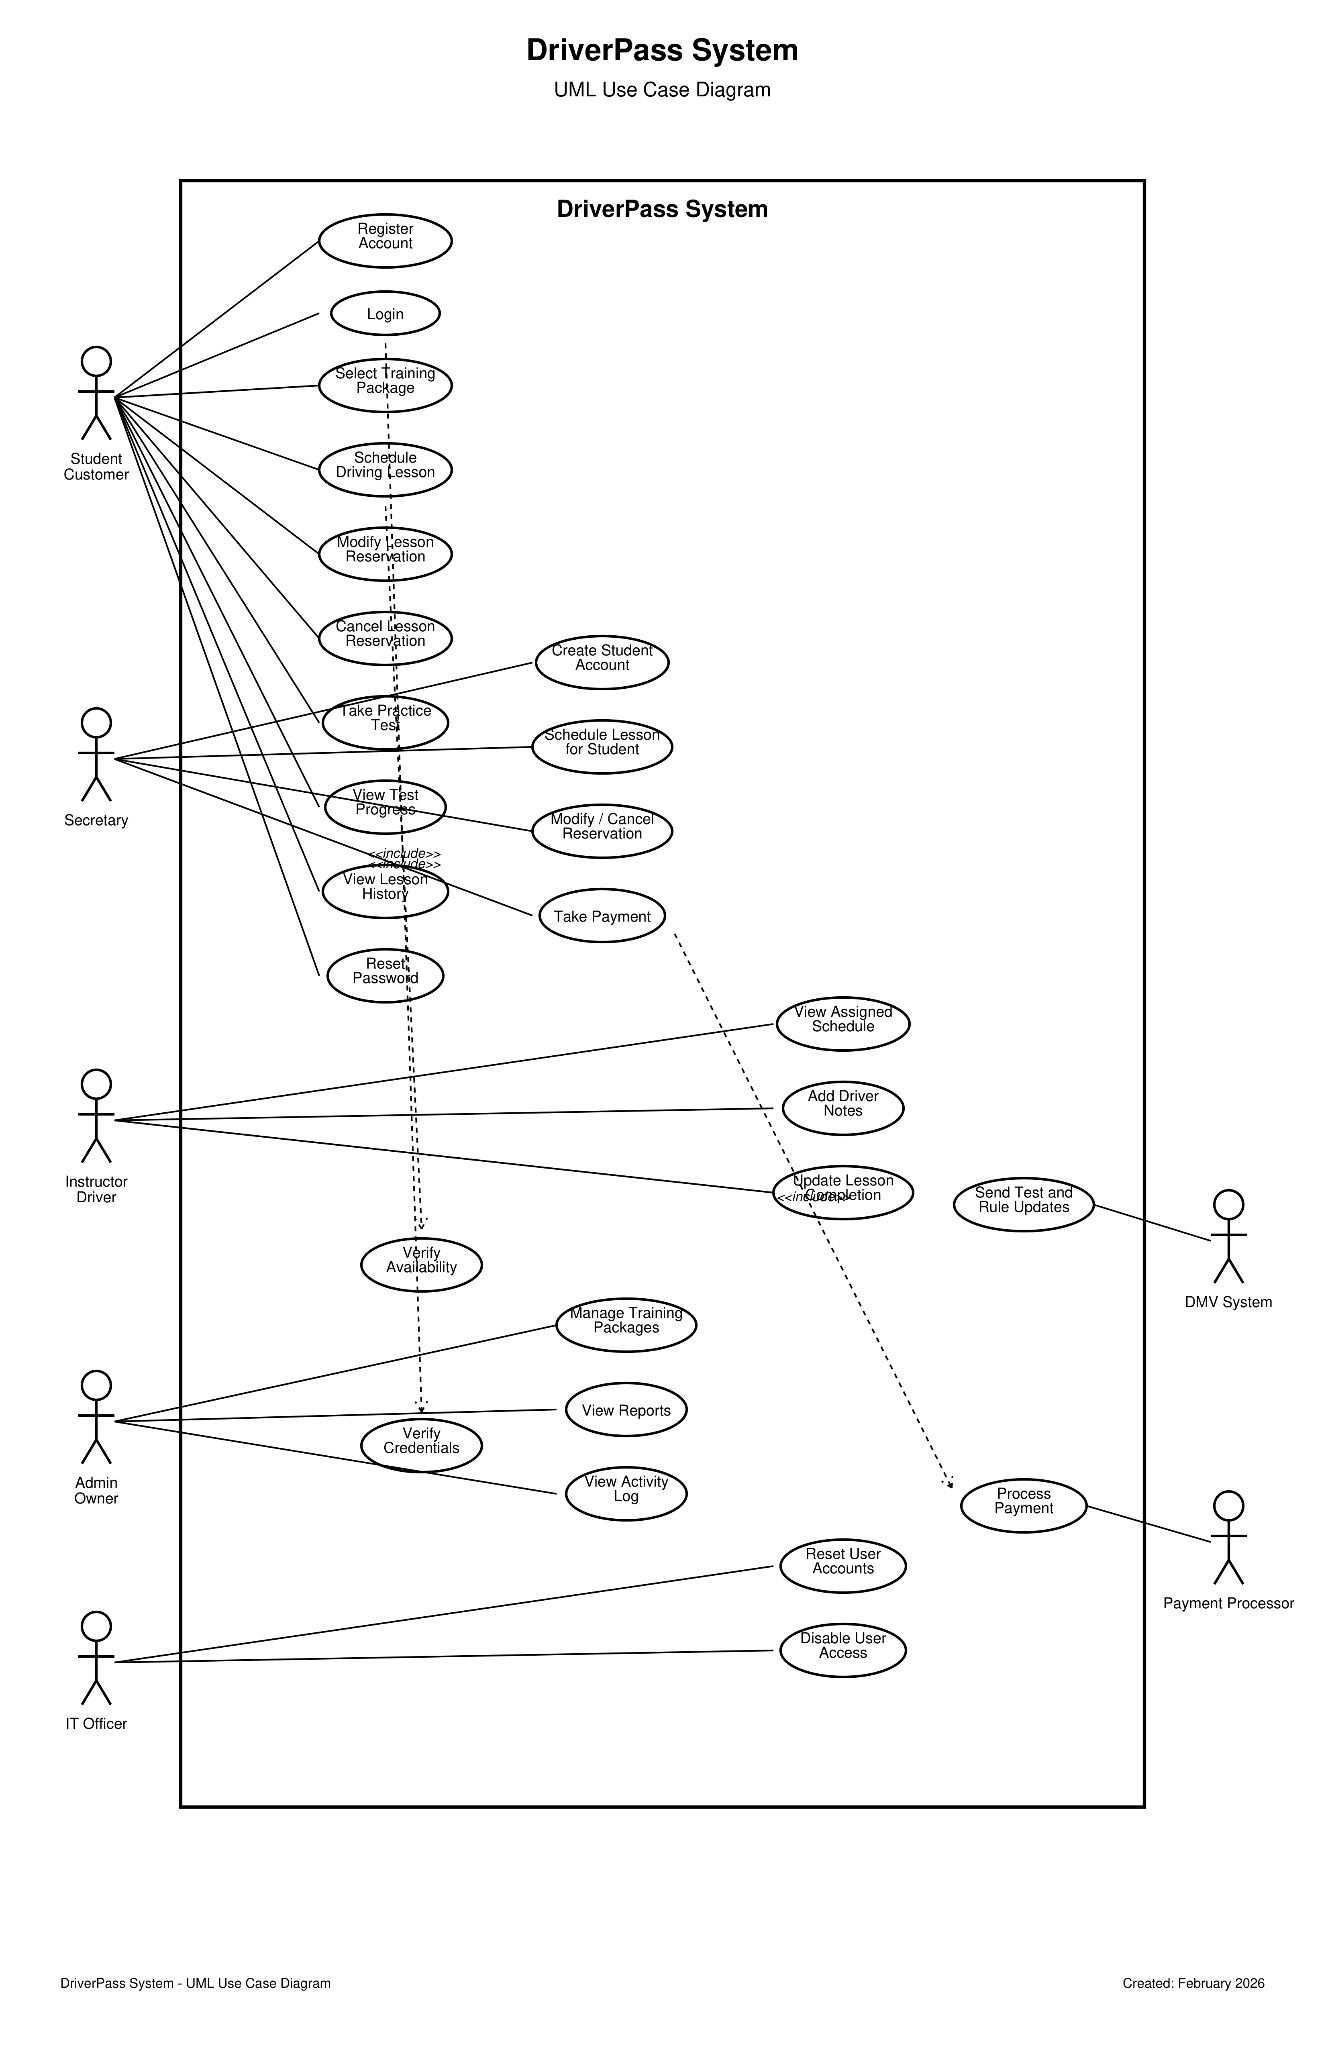 DriverPass System
UML Use Case Diagram
DriverPass System
Register
Account
Login
Select Training
Package
Schedule
Driving Lesson
Student
Customer
Modify Lesson
Reservation
Cancel Lesson
Reservation
Create Student
Account
Take Practice
Test
Schedule Lesson
for Student
Secretary
View Test
Progress
Modify / Cancel
Reservation
<<include>>
<<include>>
View Lesson
History
Take Payment
Reset
Password
View Assigned
Schedule
Add Driver
Notes
Instructor
Driver
Update Lesson
Completion
<<include>>
Send Test and
Rule Updates
DMV System
Verify
Availability
Manage Training
Packages
View Reports
Verify
Credentials
Admin
Owner
View Activity
Log
Process
Payment
Payment Processor
Reset User
Accounts
Disable User
Access
IT Officer
DriverPass System - UML Use Case Diagram
Created: February 2026